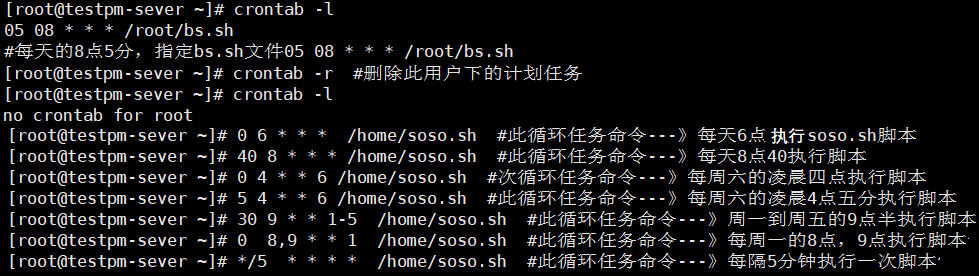 [root@testpm-sever ~]# crontab -l
05 08 * * * /root/bs.sh
#每天的8点5分，指定bs.sh文件05 08 * * * /root/bs.sh
[root@testpm-sever ~]# crontab -r  #删除此用户下的计划任务
[root@testpm-sever ~]# crontab -l
no crontab for root
[root@testpm-sever ~]# 0 6 * * *  /home/soso.sh  #此循环任务命令---》每天6点 执行soso.sh脚本
[root@testpm-sever ~]# 40 8 * * * /home/soso.sh  #此循环任务命令---》每天8点40执行脚本
[root@testpm-sever ~]# 0 4 * * 6 /home/soso.sh  #次循环任务命令---》每周六的凌晨四点执行脚本
[root@testpm-sever ~]# 5 4 * * 6 /home/soso.sh  #此循环任务命令---》每周六的凌晨4点五分执行脚本
[root@testpm-sever ~]# 30 9 * * 1-5  /home/soso.sh  #此循环任务命令---》周一到周五的9点半执行脚本
[root@testpm-sever ~]# 0  8,9 * * 1  /home/soso.sh  #此循环任务命令---》每周一的8点，9点执行脚本
[root@testpm-sever ~]# */5  * * * *  /home/soso.sh  #此循环任务命令---》每隔5分钟执行一次脚本